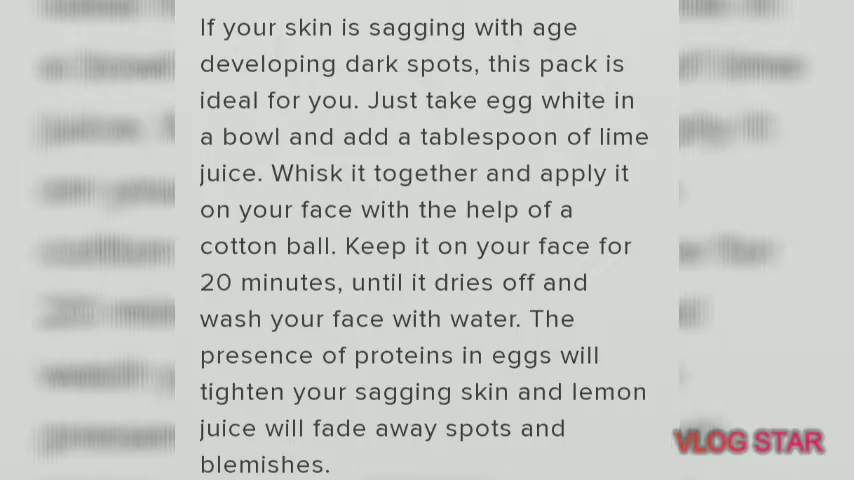 If your skin is sagging with age
developing dark spots, this pack is
ideal for you. Just take egg white in
a bowl and add a tablespoon of lime
juice. Whisk it together and apply it
on your face with the help of a
cotton ball. Keep it on your face for
20 minutes, until it dries off and
wash your face with water. The
presence of proteins in eggs will
tighten your sagging skin and lemon
juice will fade away spots and
blemishes.
VLOG STAR